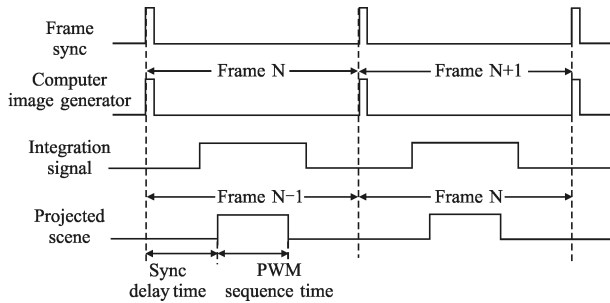 Frame
sync
Frame N
Frame N+1
Computer
image generator
Integration
signal
Frame N−1
Frame N
Projected
scene
Sync
delay time
PWM
sequence time